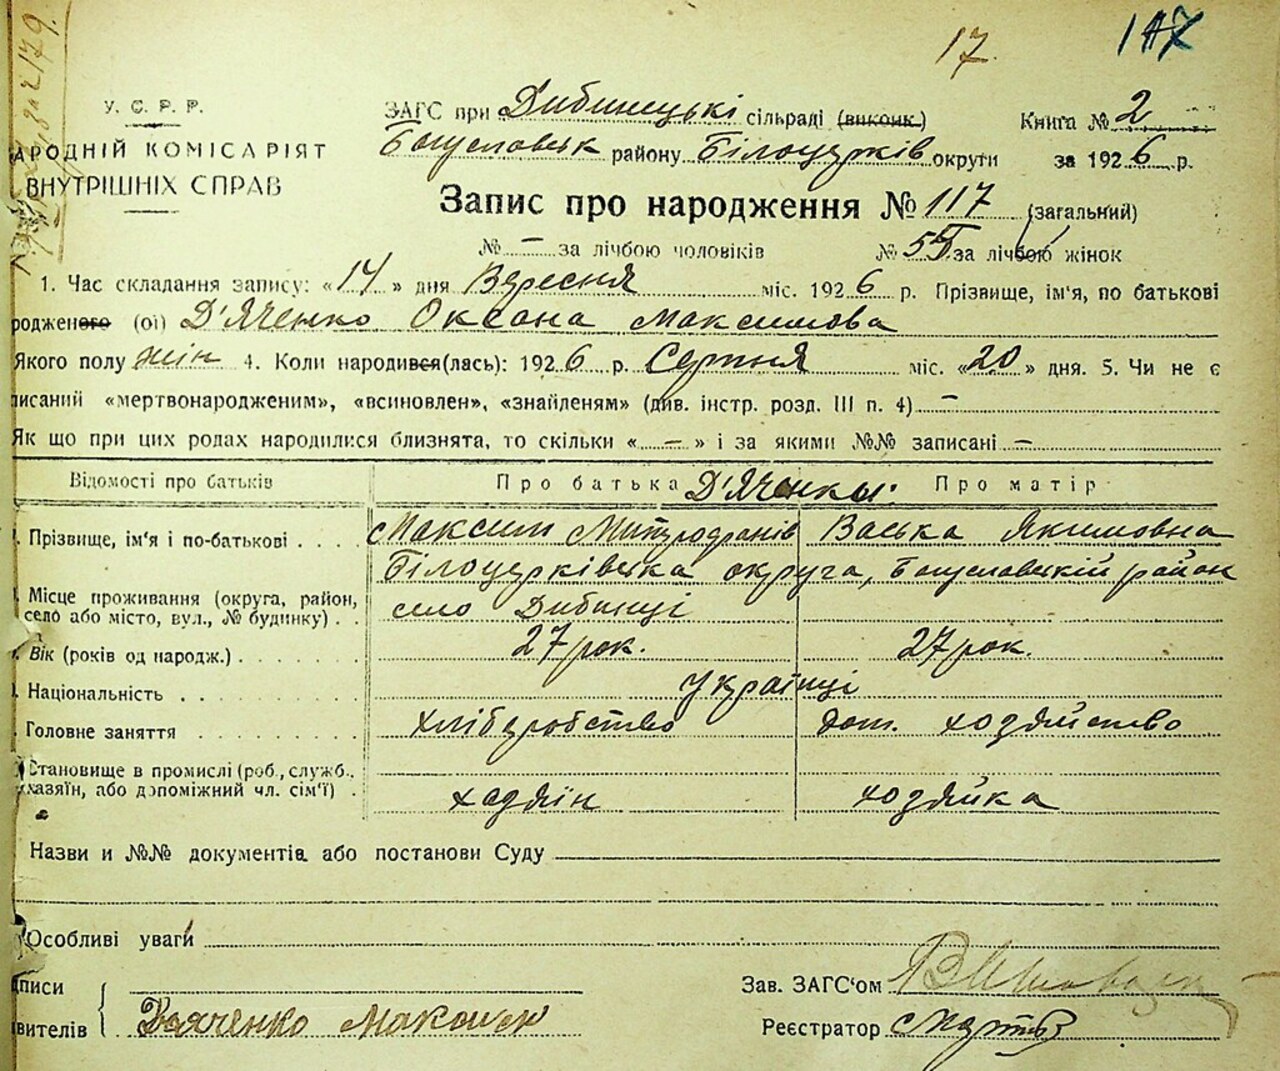 17. 117
У. С. Р. Р.
АРОДНІЙ КОМІСАРІЯТ
ВНУТРІШНІХ СПРАВ
ЗАГС при Дибинецькі сільраді (викоик.) Книга № 2
Богуславськ району Білоцерків округи за 1926 р.
Запис про народження № 117 (загальний)
№ – за лічбою чоловіків № 55 за лічбою жінок
1. Час складання запису: «14» дня Вересня міс. 1926 р. Прізвище, ім'я, по батькові
родженого (ої) Д'Яченко Оксана Максимова
Якого полу жін 4. Коли народився(лась): 1926 р. Серпня міс. «20» дня. 5. Чи не є
писаний «мертвонародженим», «всиновлен», «знайденям» (див. інстр. розд. III п. 4) –
Як що при цих родах народилися близнята, то скільки « – » і за якими №№ записані –
Відомості про батьків Про батька Д'Яченки. Про матір
Прізвище, ім'я і по-батькові . . . . Максим Митродранів Васька Якимовна
Білоцерківська округа, Богуславський район
Місце проживання (округа, район,
село або місто, вул., № будинку) . . село Дибинці
Вік (років од народж.) . . . . . . . 27 рок. 27 рок.
Національність . . . . . . . . . Українці
Головне заняття . . . . . . . . хліборобство дом. хозяйство
Становище в промислі (роб., служб.,
хазяїн, або допоміжний чл. сім'ї) . хазяїн хозяйка
Назви и №№ документів або постанови Суду
Особливі уваги
дписи Зав. ЗАГС'ом
явителів Дяченко Максим Реєстратор